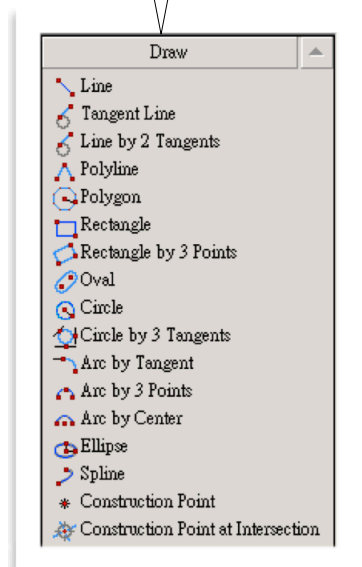 Draw
Line
Tangent Line
Line by 2 Tangents
Polyline
Polygon
Rectangle
Rectangle by 3 Points
Oval
Circle
Circle by 3 Tangents
Arc by Tangent
Arc by 3 Points
Arc by Center
Ellipse
Spline
Construction Point
Construction Point at Intersection